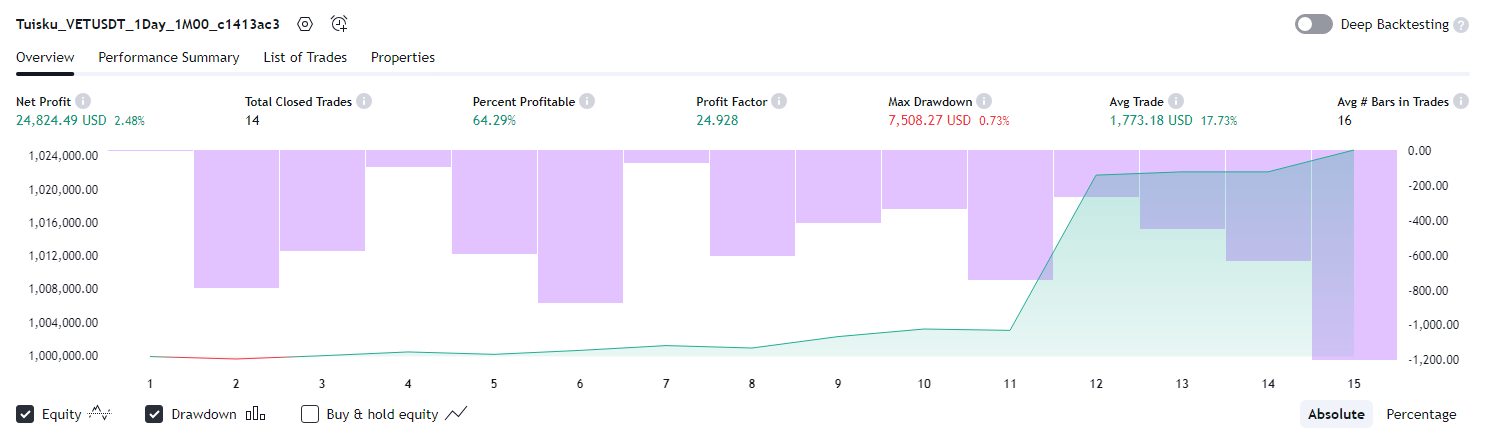 Tuisku_VETUSDT_1Day_1M00_c1413ac3
Deep Backtesting ?
Overview Performance Summary List of Trades Properties
Net Profit i Total Closed Trades i Percent Profitable i Profit Factor i Max Drawdown i Avg Trade i Avg # Bars in Trades i
24,824.49 USD 2.48% 14 64.29% 24.928 7,508.27 USD 0.73% 1,773.18 USD 17.73% 16
1,024,000.00 0.00
1,020,000.00 -200.00
1,016,000.00 -400.00
1,012,000.00 -600.00
1,008,000.00 -800.00
1,004,000.00 -1,000.00
1,000,000.00 -1,200.00
1 2 3 4 5 6 7 8 9 10 11 12 13 14 15
Equity Drawdown Buy & hold equity Absolute Percentage